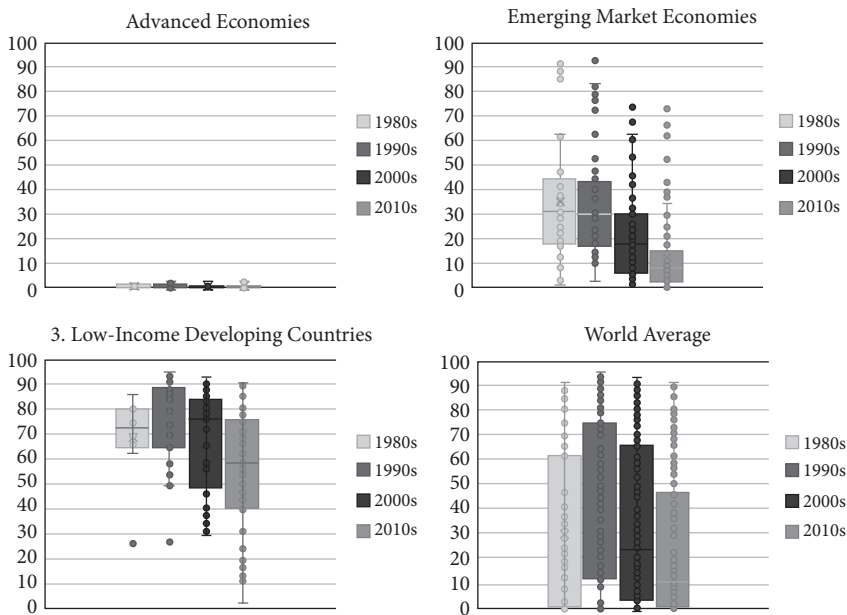 Advanced Economies
100
90
80
70
60
50
40
30
20
10
0
1980s
1990s
2000s
2010s
Emerging Market Economies
100
90
80
70
60
50
40
30
20
10
0
1980s
1990s
2000s
2010s
3. Low-Income Developing Countries
100
90
80
70
60
50
40
30
20
10
0
1980s
1990s
2000s
2010s
World Average
100
90
80
70
60
50
40
30
20
10
0
1980s
1990s
2000s
2010s